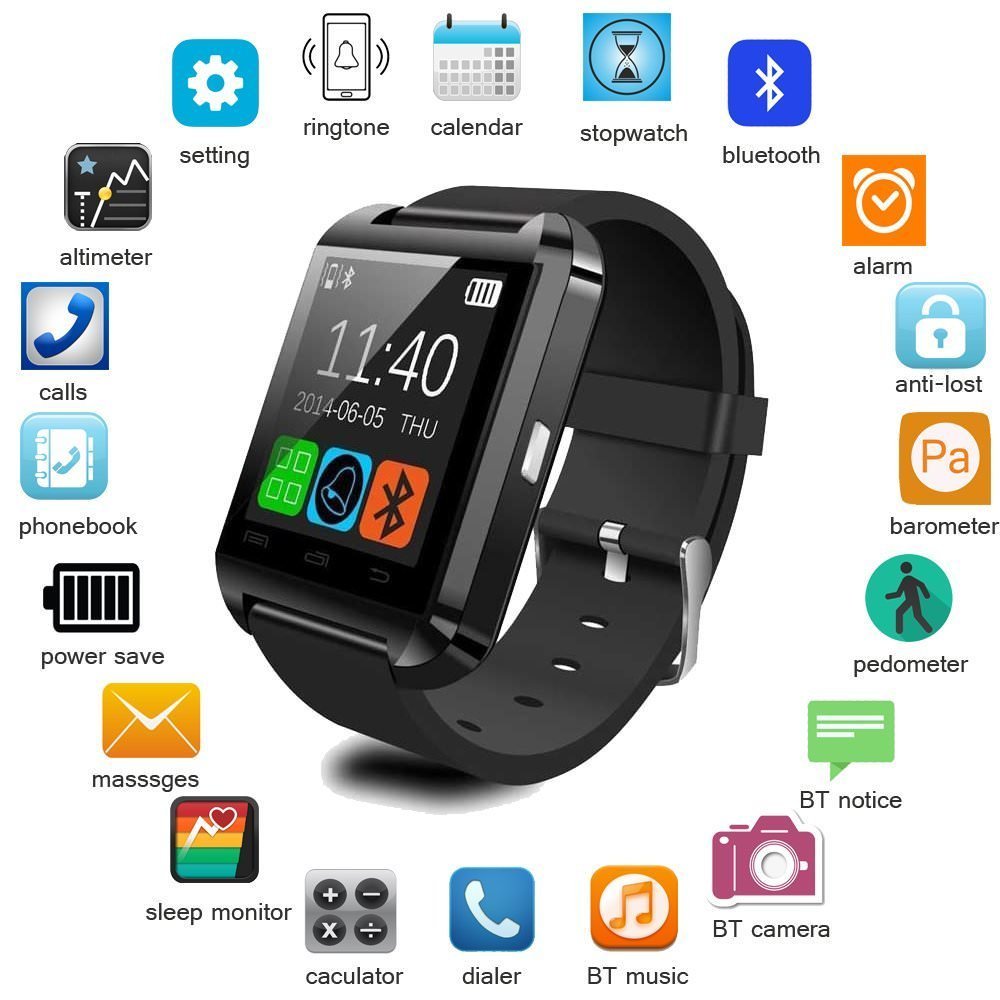 ringtone
calendar
stopwatch
setting
bluetooth
altimeter
alarm
calls
anti-lost
11:40
2014-06-05 THU
phonebook
Pa
barometer
power save
pedometer
masssges
BT notice
sleep monitor
BT camera
caculator
dialer
BT music